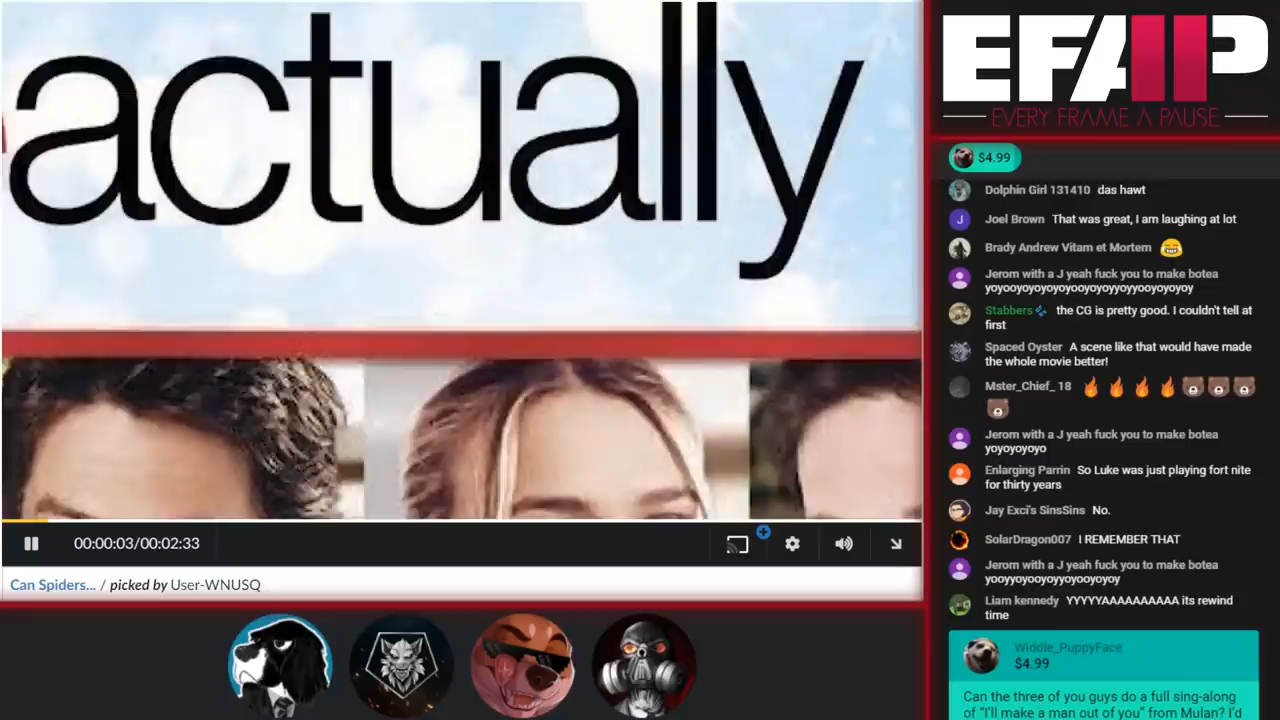 actually
00:00:03/00:02:33
Can Spiders... / picked by User-WNUSQ
EFAP
EVERY FRAME A PAUSE
$4.99
Dolphin Girl 131410 das hawt
Joel Brown That was great, I am laughing at lot
Brady Andrew Vitam et Mortem 😂
Jerom with a J yeah fuck you to make botea
yoyooyoyoyoyoyooyoyoyyoyyooyoyoyoy
Stabbers the CG is pretty good. I couldn't tell at
first
Spaced Oyster A scene like that would have made
the whole movie better!
Mster_Chief_ 18 🔥🔥🔥🔥🐻🐻🐻
🐻
Jerom with a J yeah fuck you to make botea
yoyoyoyoyo
Enlarging Parrin So Luke was just playing fort nite
for thirty years
J
Jay Exci's SinsSins No.
SolarDragon007 I REMEMBER THAT
Jerom with a J yeah fuck you to make botea
yooyyoyooyoyyoyooyoyoy
Liam kennedy YYYYYAAAAAAAAAA its rewind
time
Widdle_PuppyFace
$4.99
Can the three of you guys do a full sing-along
of "I'll make a man out of you" from Mulan? I'd